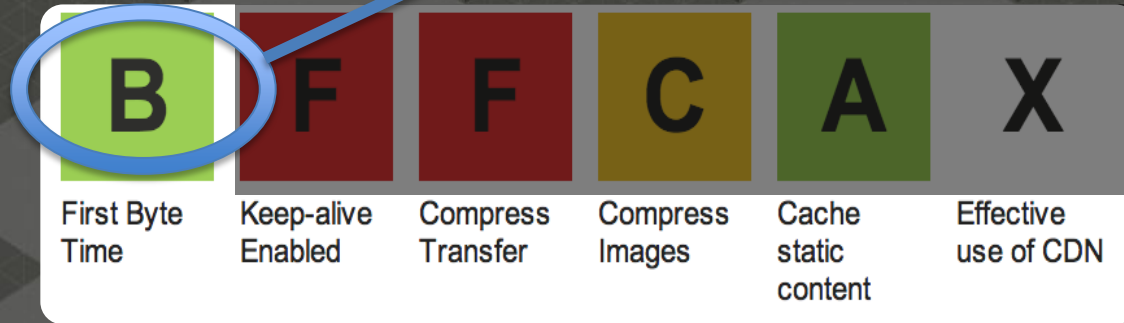 B F F C A X
First Byte Keep-alive Compress Compress Cache Effective
Time Enabled Transfer Images static use of CDN
content